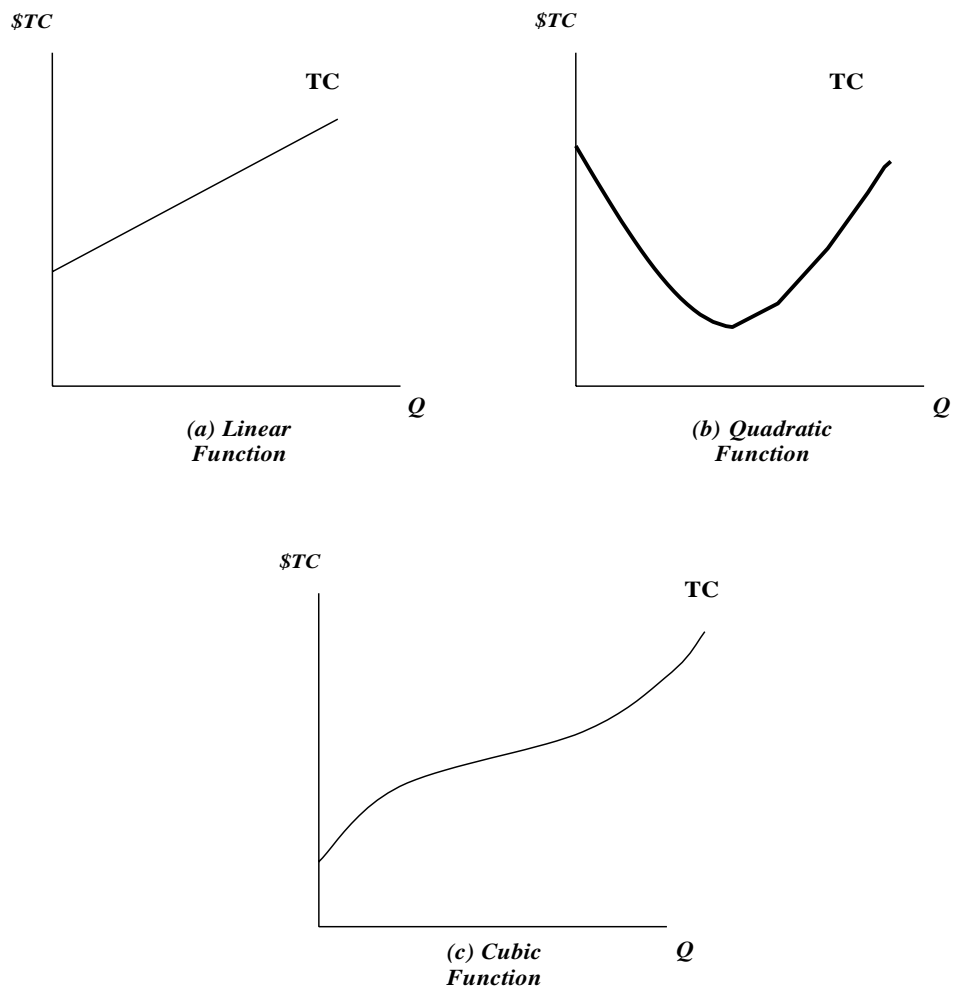 $TC
TC
Q
(a) Linear
Function
$TC
TC
Q
(b) Quadratic
Function
$TC
TC
Q
(c) Cubic
Function